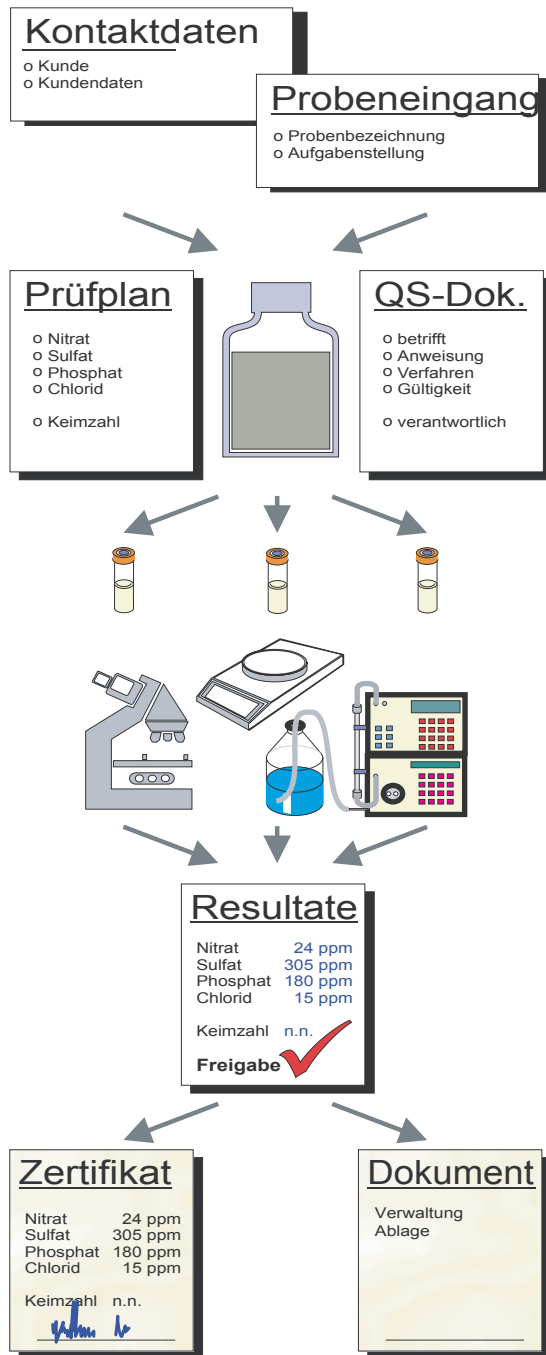 Kontaktdaten
o Kunde
o Kundendaten
Probeneingang
o Probenbezeichnung
o Aufgabenstellung
Prüfplan
o Nitrat
o Sulfat
o Phosphat
o Chlorid
o Keimzahl
QS-Dok.
o betrifft
o Anweisung
o Verfahren
o Gültigkeit
o verantwortlich
Resultate
Nitrat 24 ppm
Sulfat 305 ppm
Phosphat 180 ppm
Chlorid 15 ppm
Keimzahl n.n.
Freigabe
Zertifikat
Nitrat 24 ppm
Sulfat 305 ppm
Phosphat 180 ppm
Chlorid 15 ppm
Keimzahl n.n.
Dokument
Verwaltung
Ablage